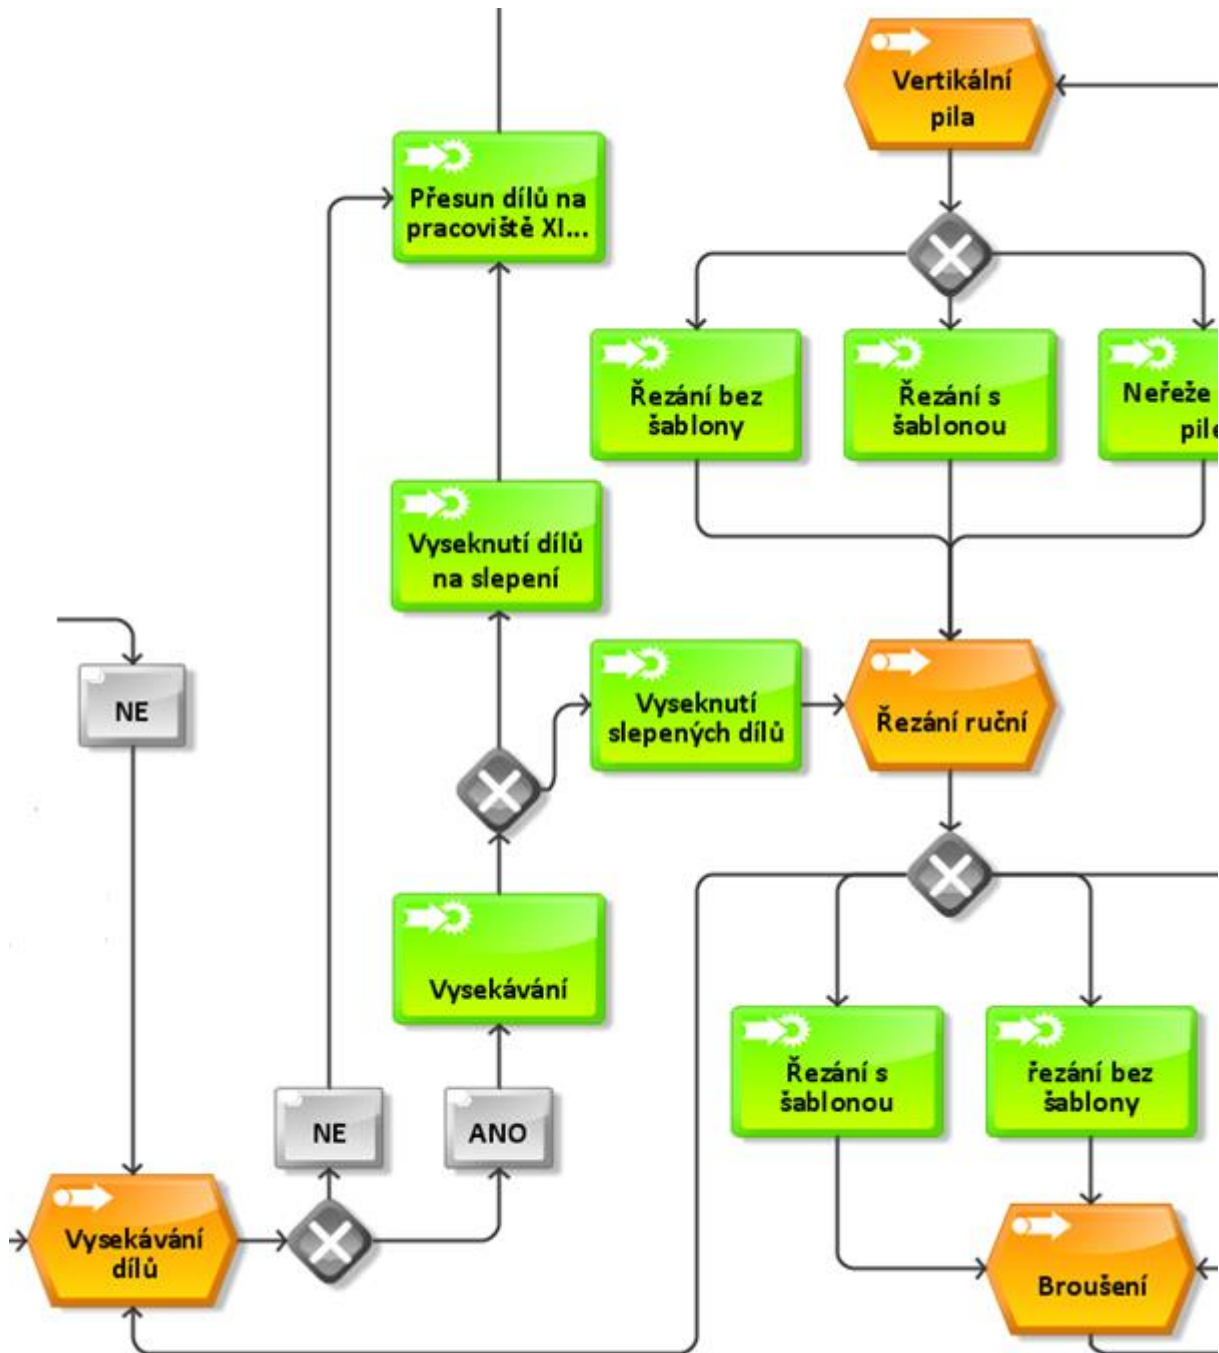 Vertikální
pila
Přesun dílů na
pracoviště XI...
Řezání bez
šablony
Řezání s
šablonou
Neřeže
pile
Vyseknutí dílů
na slepení
NE
Vyseknutí
slepených dílů
Řezání ruční
Vysekávání
Řezání s
šablonou
řezání bez
šablony
NE
ANO
Vysekávání
dílů
Broušení